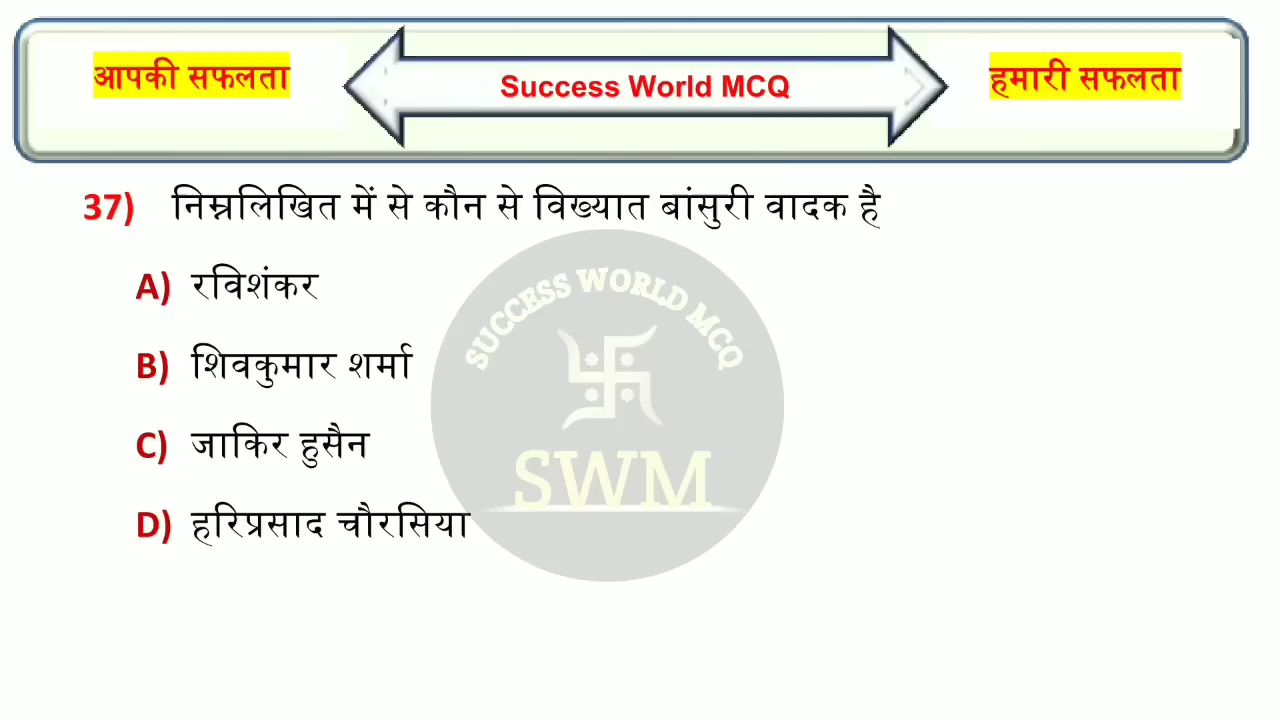 आपकी सफलता
Success World MCQ
हमारी सफलता
37) निम्नलिखित में से कौन से विख्यात बांसुरी वादक है
A) रविशंकर
B) शिवकुमार शर्मा
C) जाकिर हुसैन
D) हरिप्रसाद चौरसिया
SUCCESS WORLD MCQ
SWM